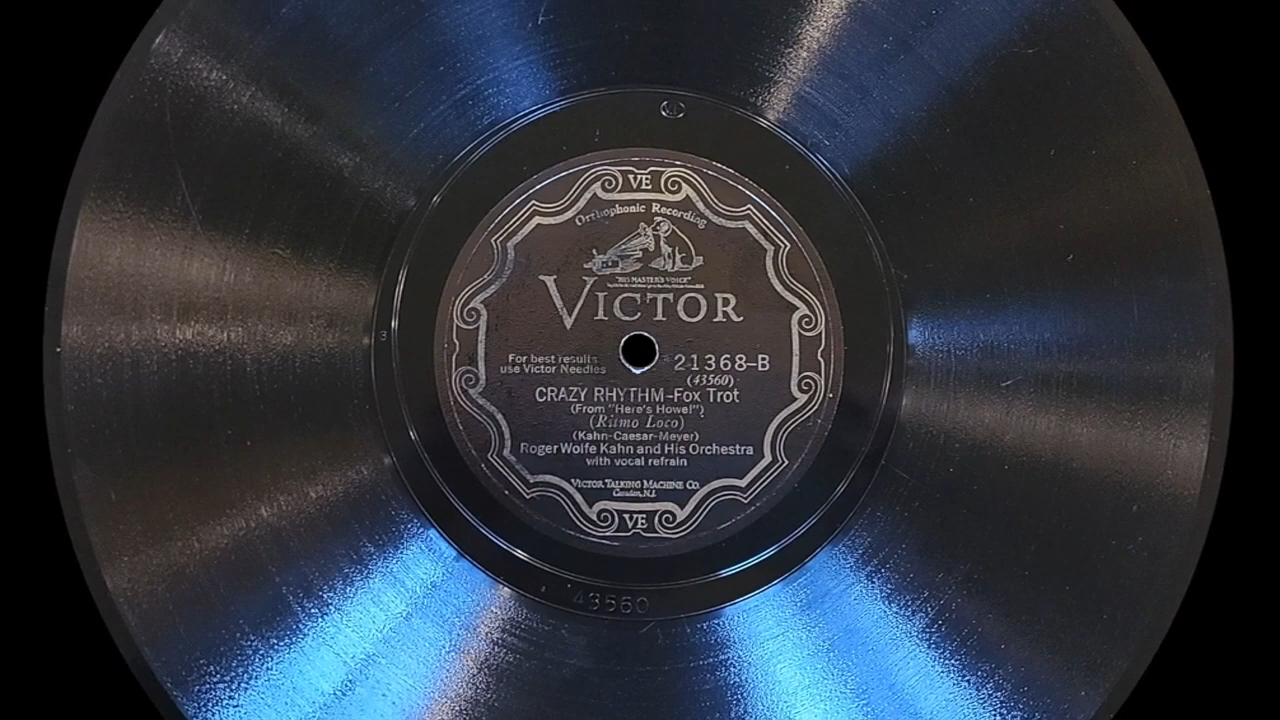 VE
Orthophonic Recording
"HIS MASTER'S VOICE"
VICTOR
For best results
use Victor Needles
21368-B
(43560)
CRAZY RHYTHM-Fox Trot
(From "Here's Howe!")
(Ritmo Loco)
(Kahn-Caesar-Meyer)
Roger Wolfe Kahn and His Orchestra
with vocal refrain
VICTOR TALKING MACHINE CO.
Camden, N.J.
VE
3
43560